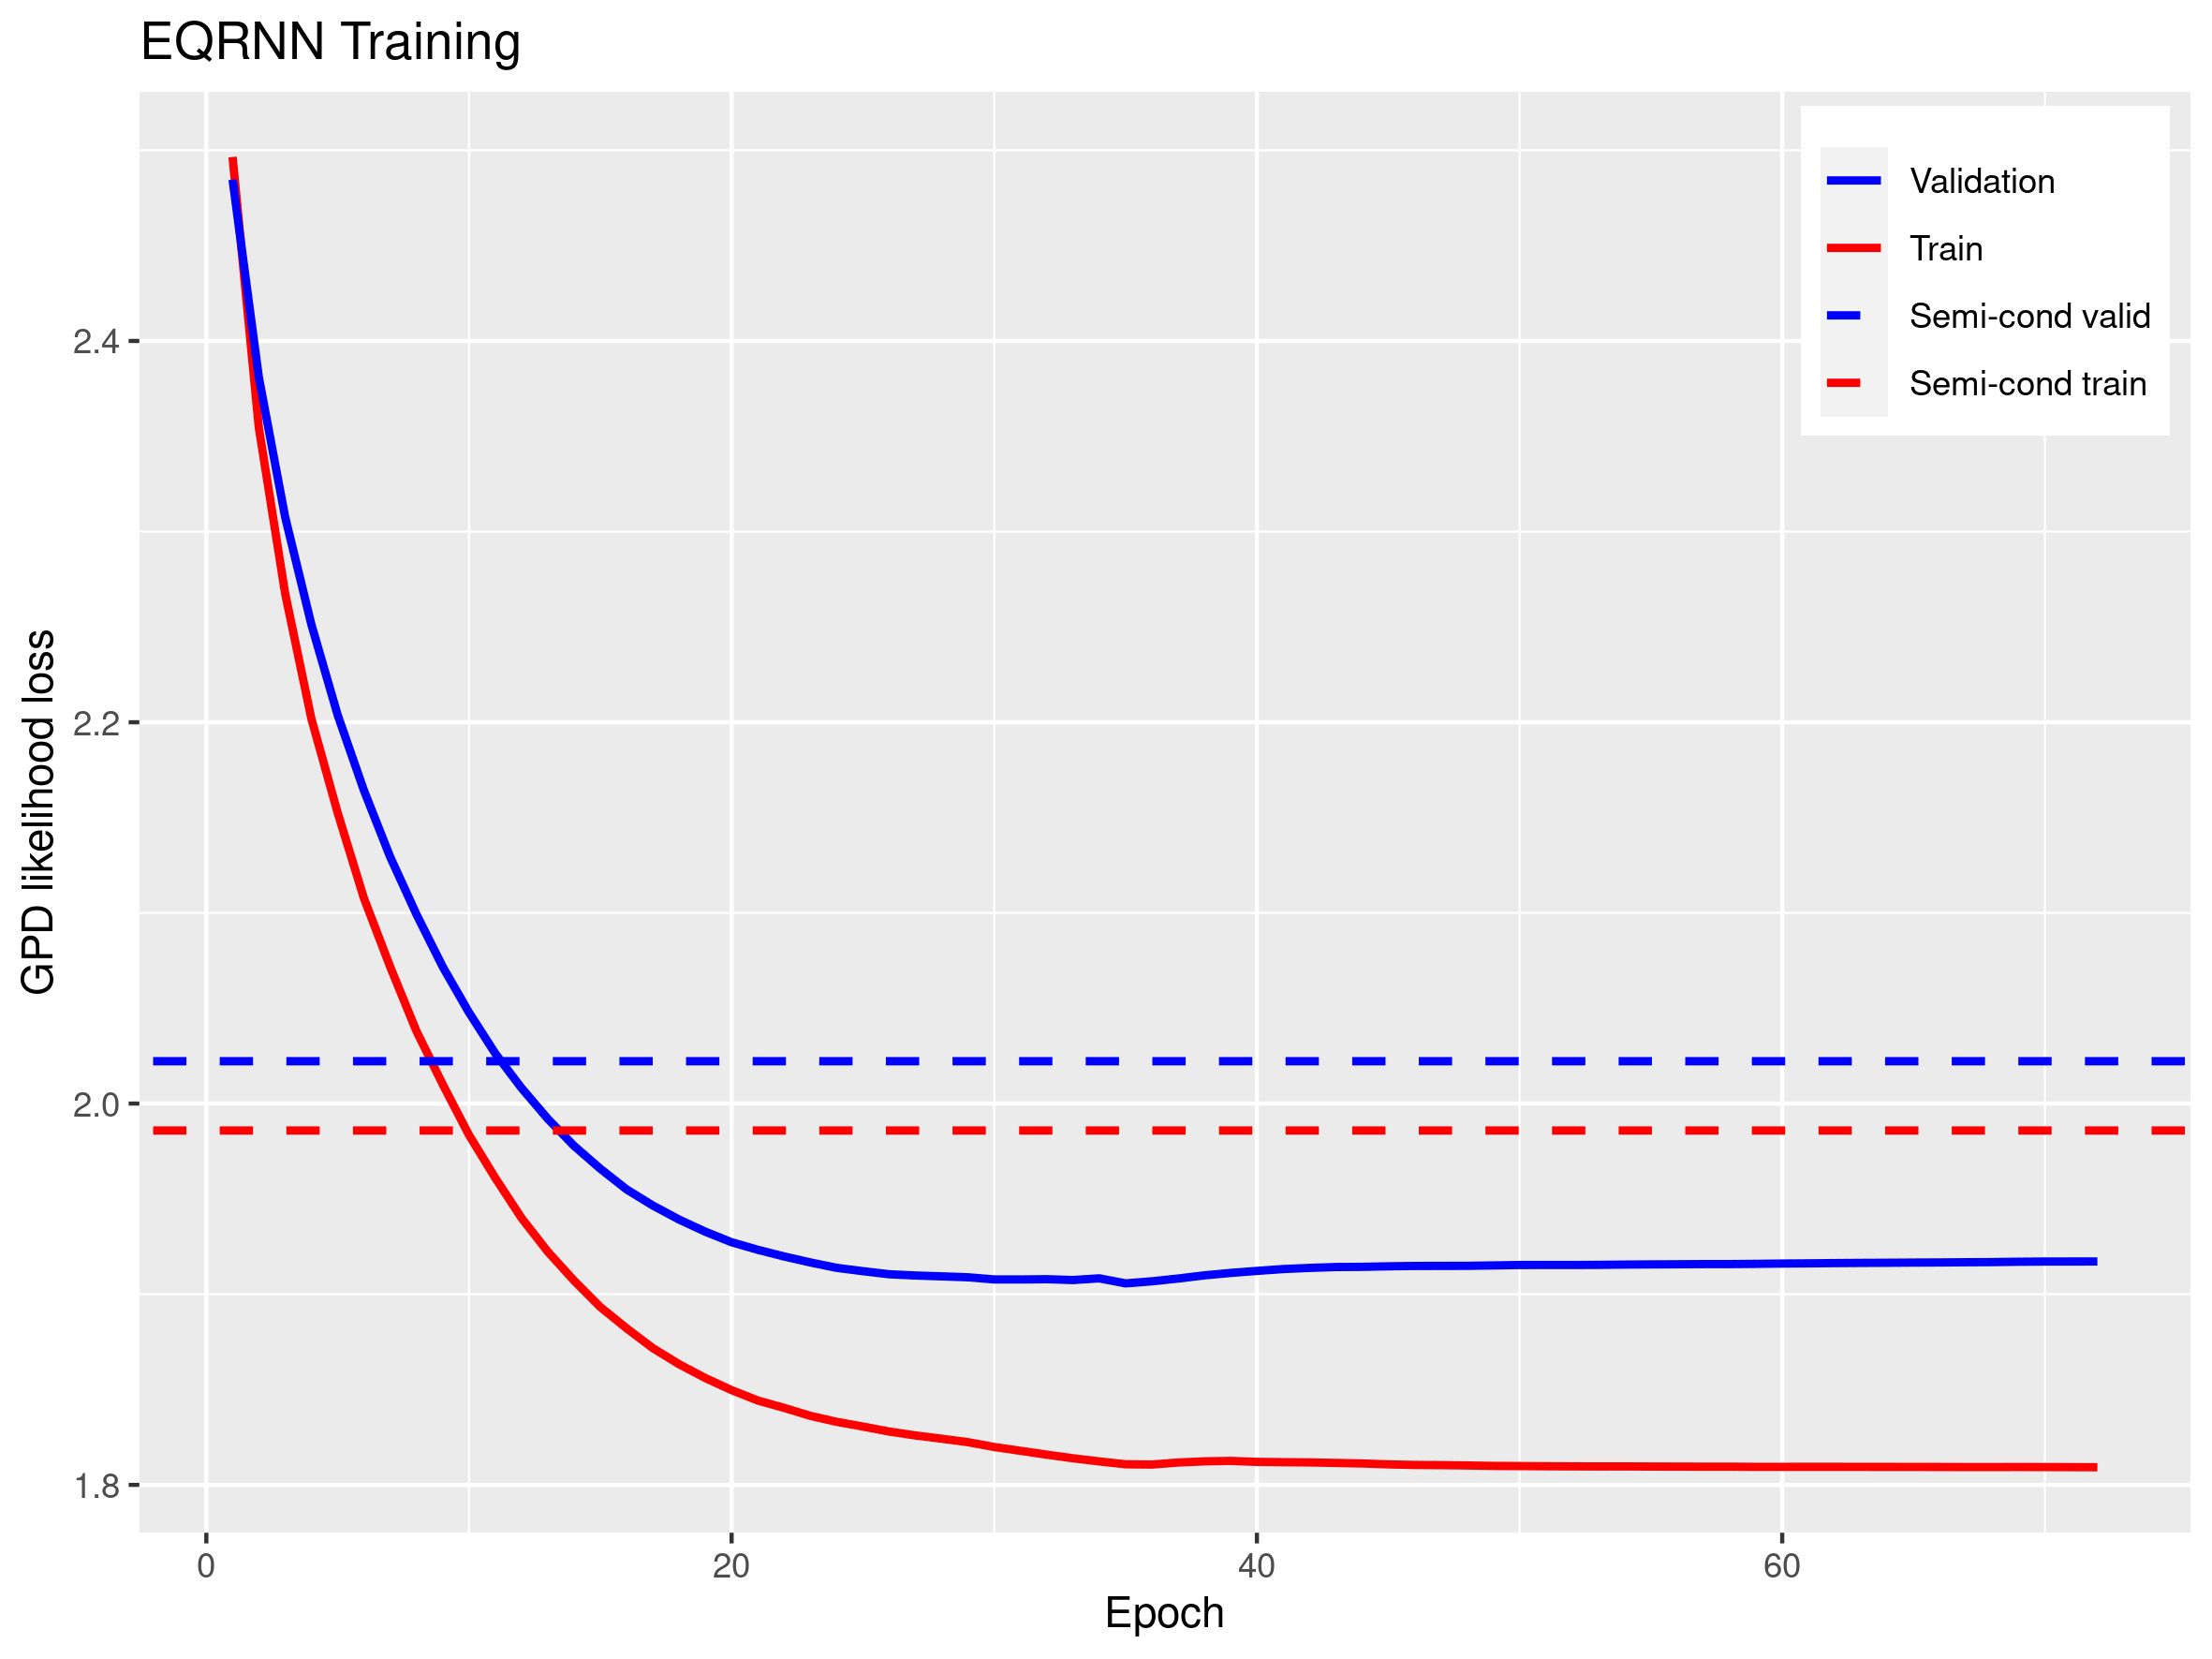 EQRNN Training
GPD likelihood loss
2.4
2.2
2.0
1.8
Validation
Train
Semi-cond valid
Semi-cond train
0 20 40 60
Epoch